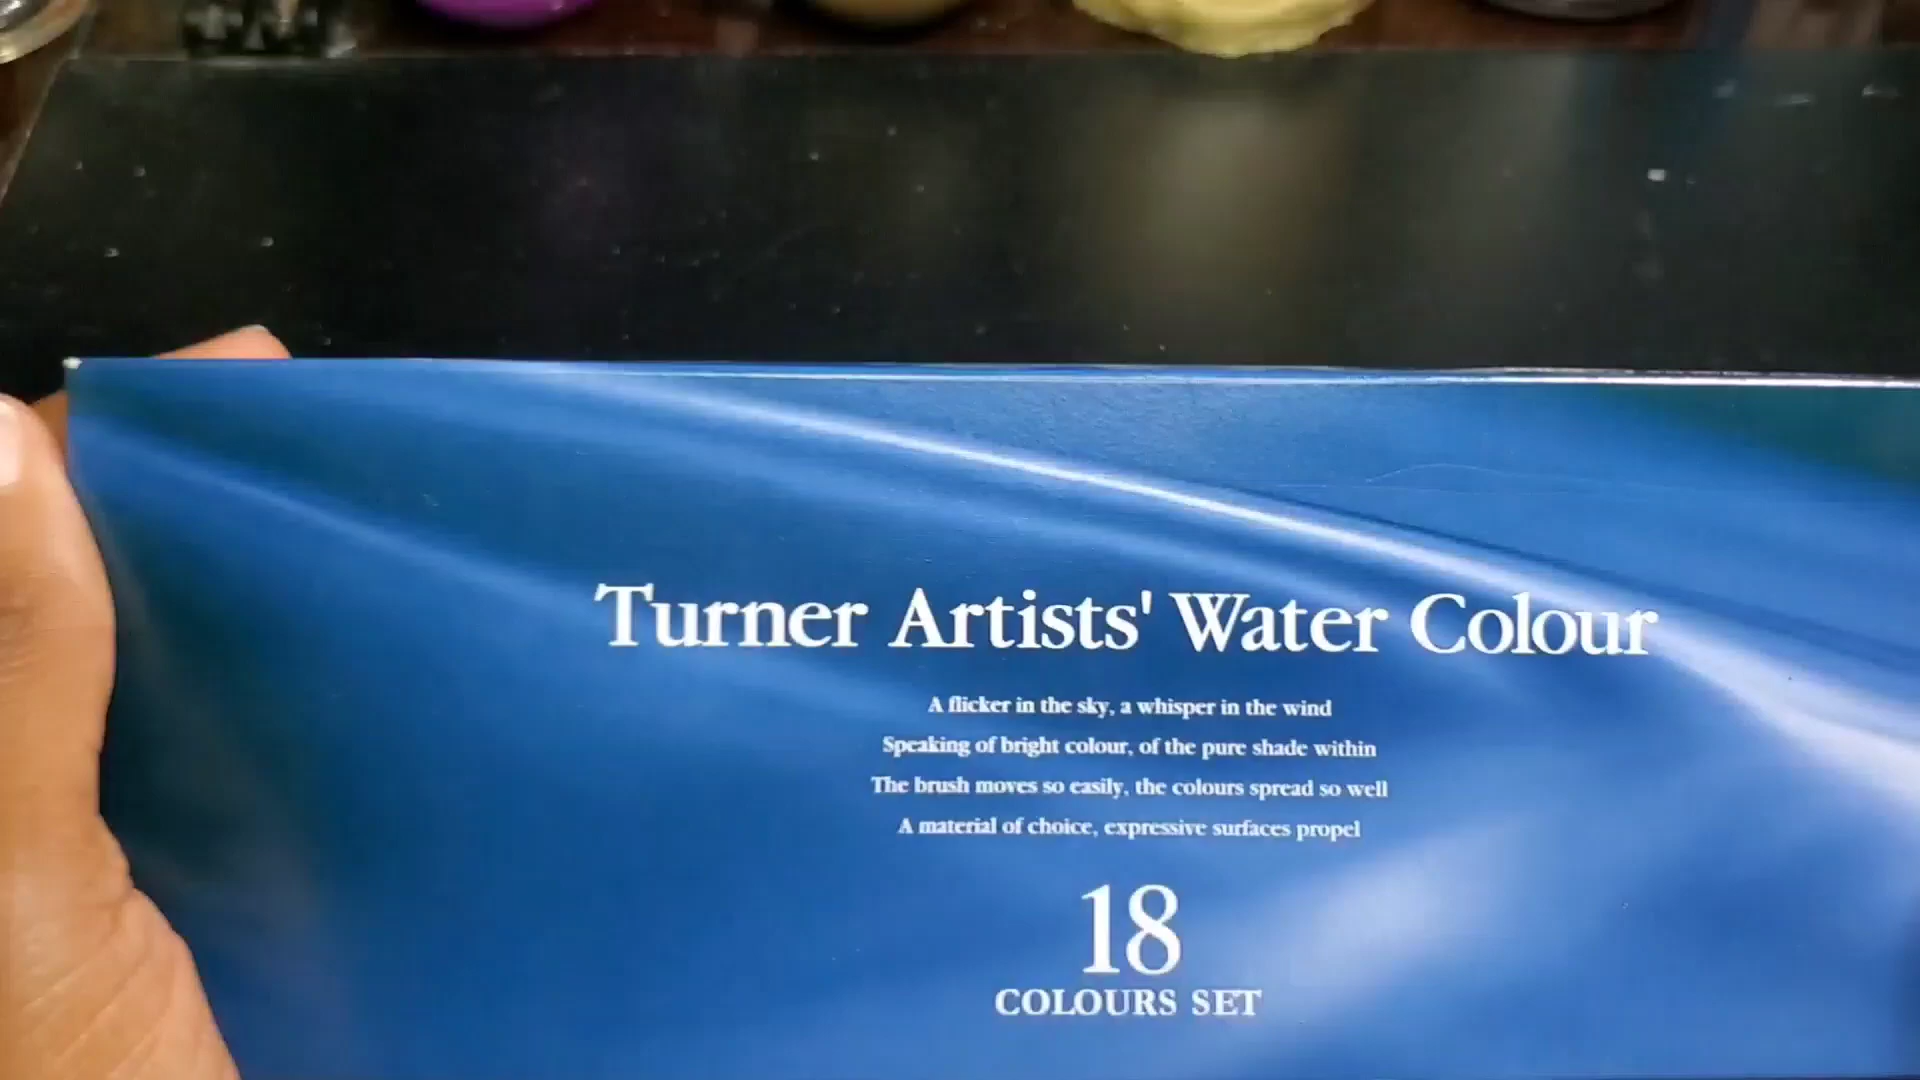 Turner Artists' Water Colour
A flicker in the sky, a whisper in the wind
Speaking of bright colour, of the pure shade within
The brush moves so easily, the colours spread so well
A material of choice, expressive surfaces propel
18
COLOURS SET